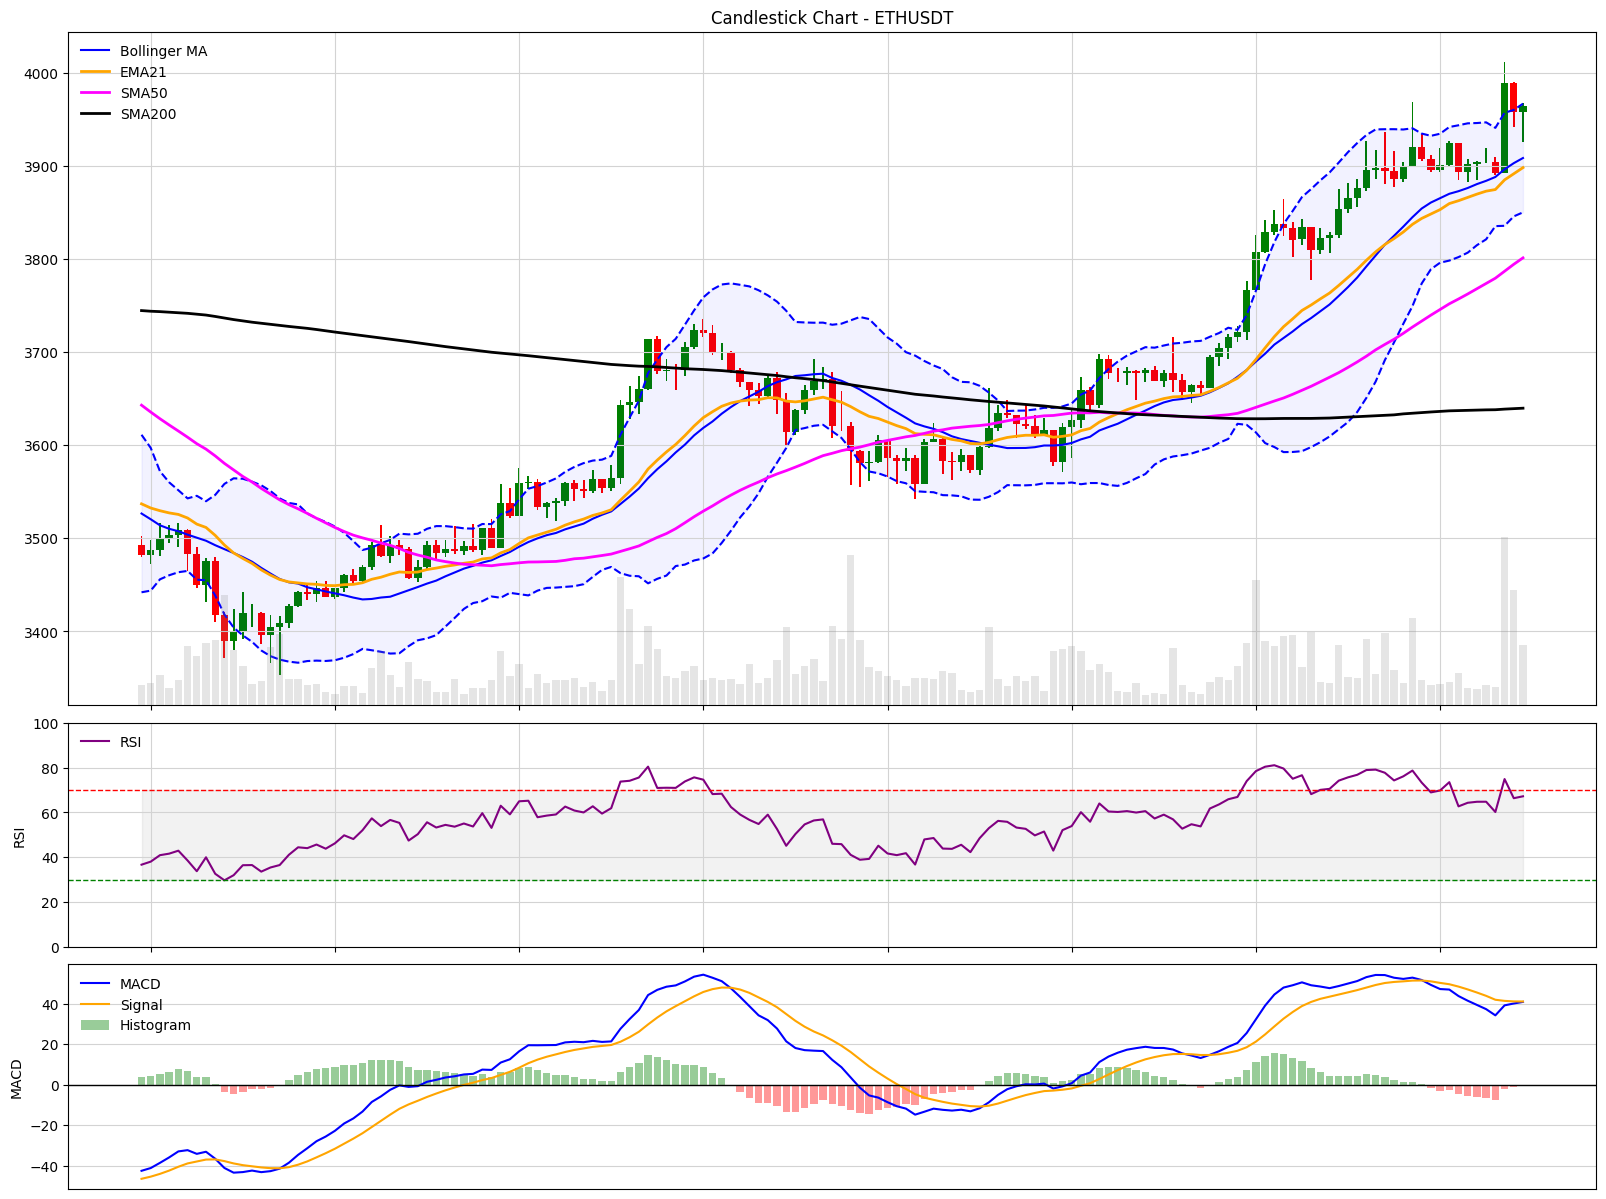 Candlestick Chart - ETHUSDT
Bollinger MA
EMA21
SMA50
SMA200
4000
3900
3800
3700
3600
3500
3400
RSI
100
80
60
40
20
0
RSI
MACD
Signal
Histogram
40
20
0
−20
−40
MACD